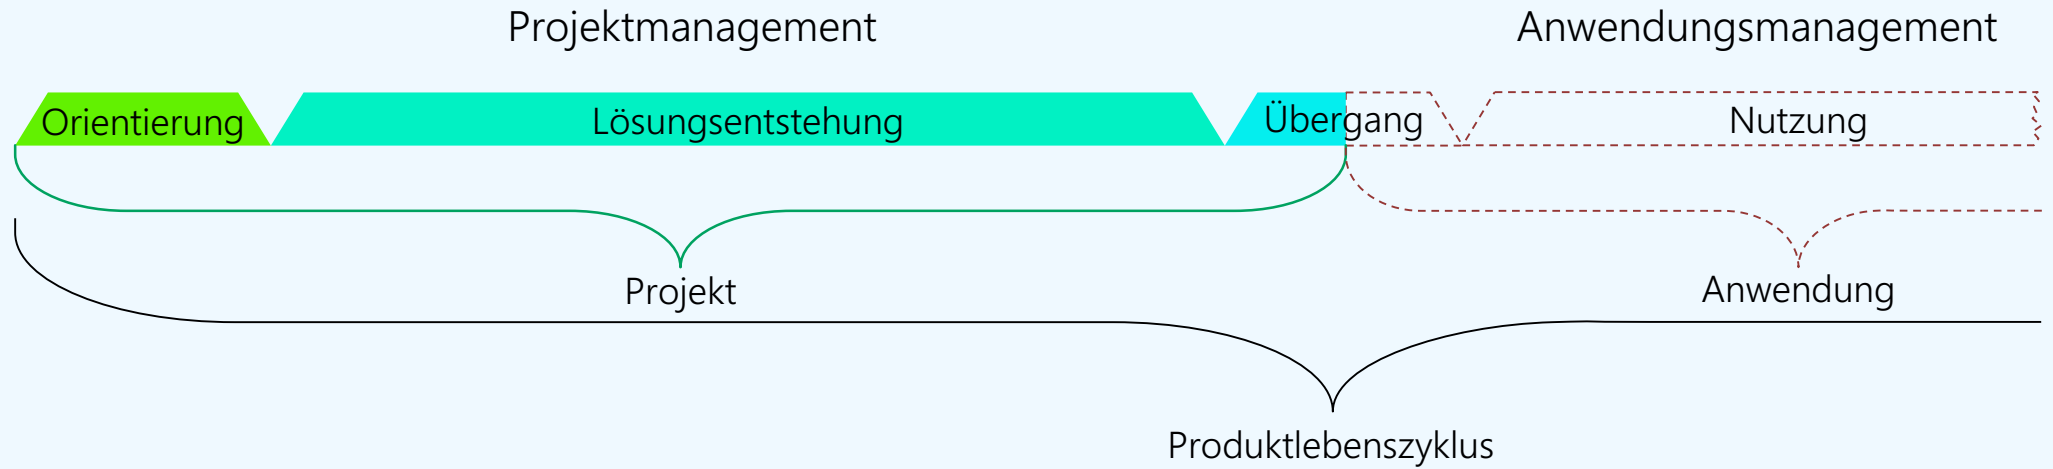 Projektmanagement
Anwendungsmanagement
Orientierung
Lösungsentstehung
Übergang
Nutzung
Projekt
Anwendung
Produktlebenszyklus